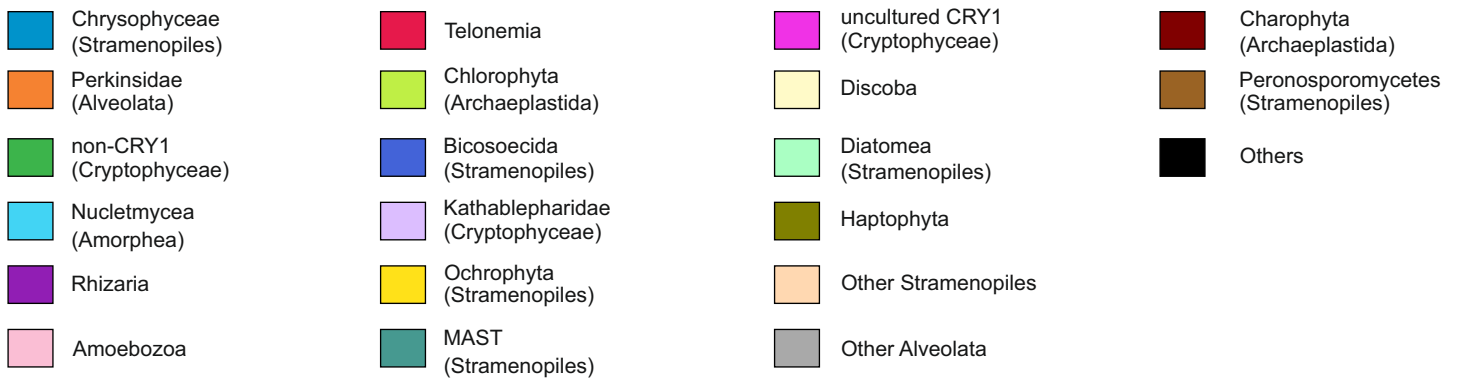 Chrysophyceae
(Stramenopiles)
Perkinsidae
(Alveolata)
non-CRY1
(Cryptophyceae)
Nucletmycea
(Amorphea)
Rhizaria
Amoebozoa
Telonemia
Chlorophyta
(Archaeplastida)
Bicosoecida
(Stramenopiles)
Kathablepharidae
(Cryptophyceae)
Ochrophyta
(Stramenopiles)
MAST
(Stramenopiles)
uncultured CRY1
(Cryptophyceae)
Discoba
Diatomea
(Stramenopiles)
Haptophyta
Other Stramenopiles
Other Alveolata
Charophyta
(Archaeplastida)
Peronosporomycetes
(Stramenopiles)
Others